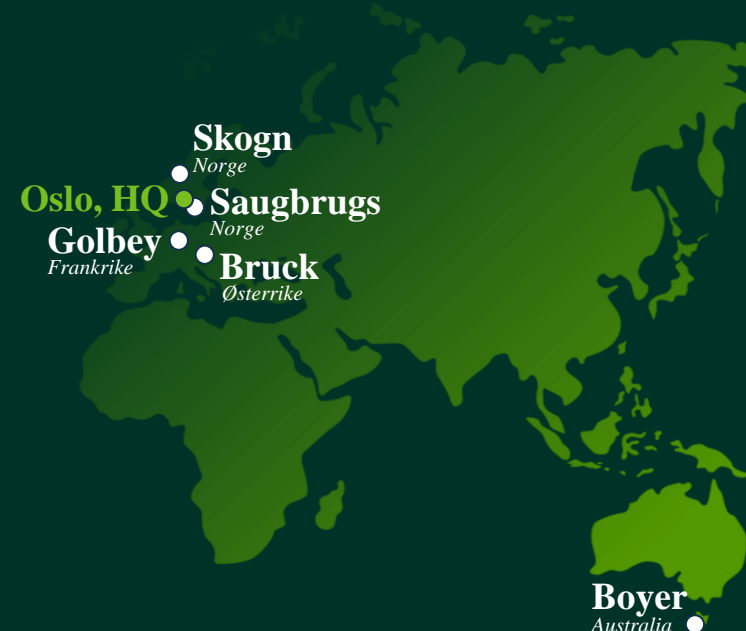 Skogn
Norge
Oslo, HQ
Saugbrugs
Norge
Golbey
Frankrike
Bruck
Østerrike
Boyer
Australia